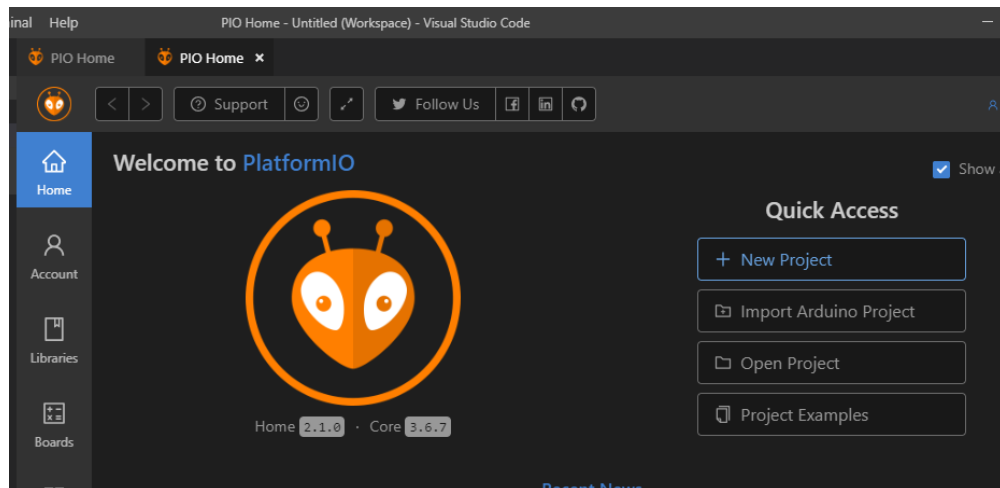 inal Help PIO Home - Untitled (Workspace) - Visual Studio Code
PIO Home PIO Home ×
Support Follow Us
Home
Account
Libraries
Boards
Welcome to PlatformIO
Show
Home 2.1.0 · Core 3.6.7
Quick Access
+ New Project
Import Arduino Project
Open Project
Project Examples
Recent News